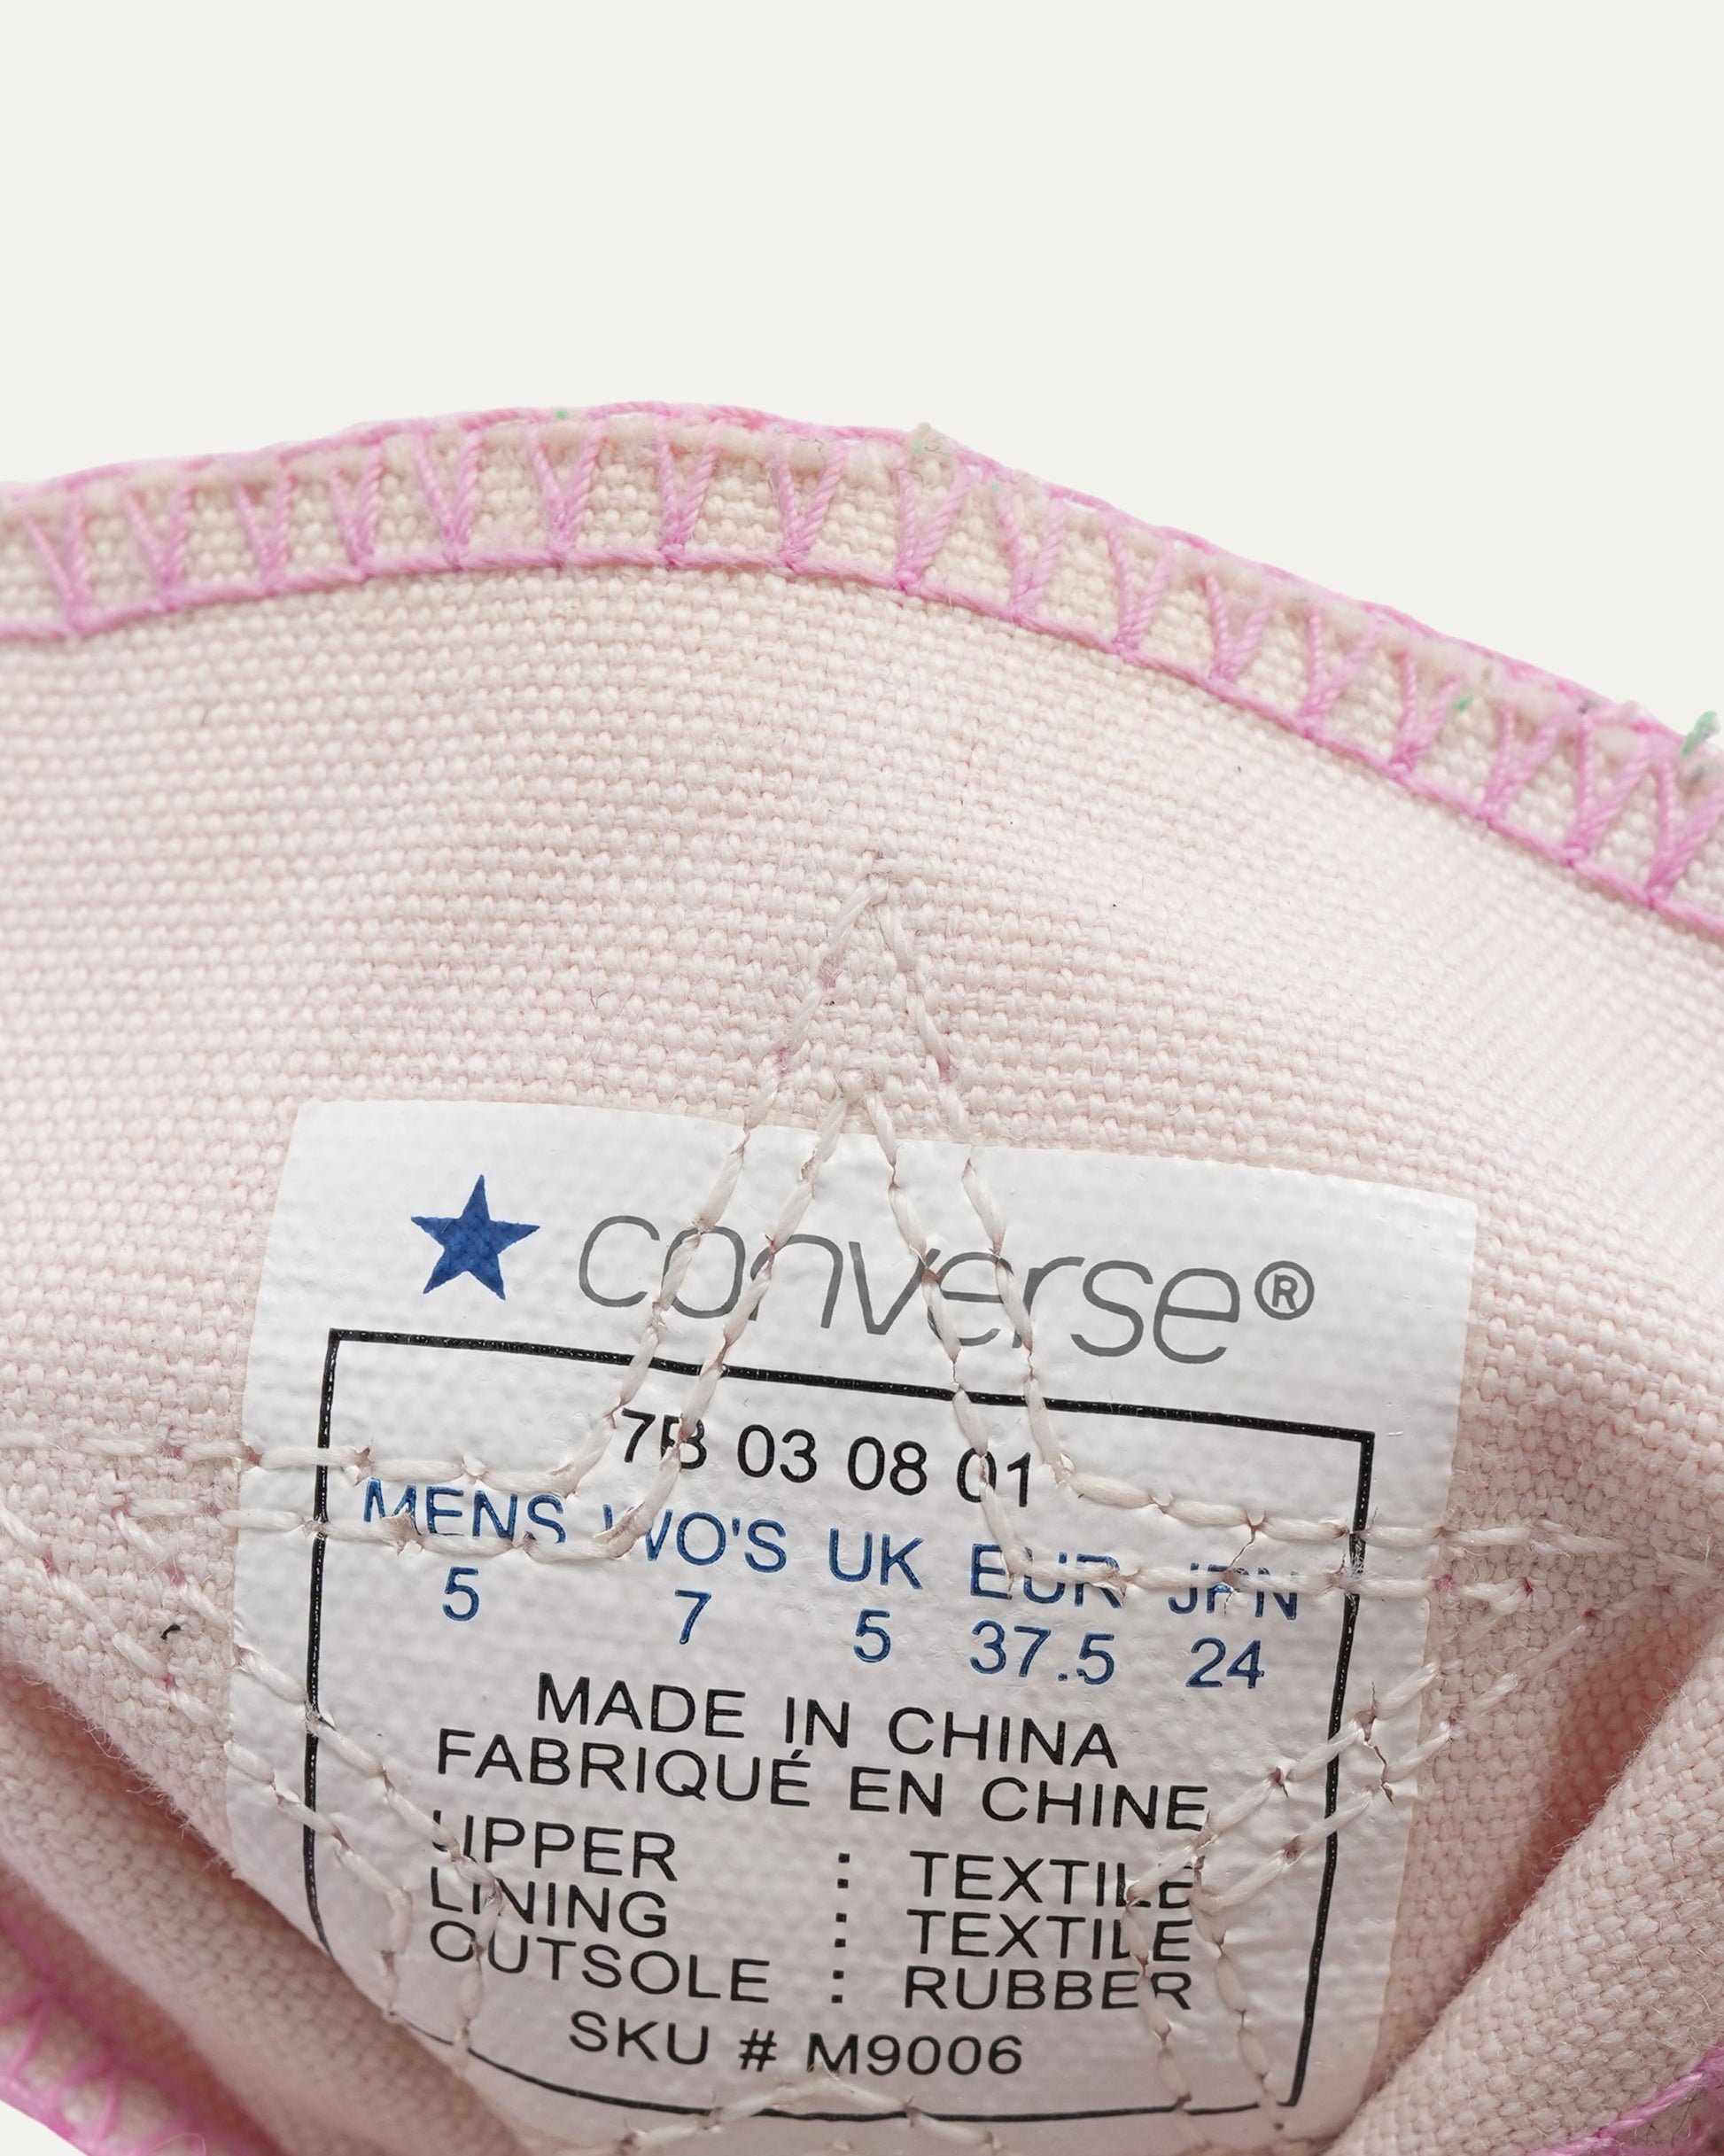 converse®
7B 03 08 01
MENS WO'S UK EUR JPN
5 7 5 37.5 24
MADE IN CHINA
FABRIQUÉ EN CHINE
UPPER : TEXTILE
LINING : TEXTILE
OUTSOLE : RUBBER
SKU # M9006